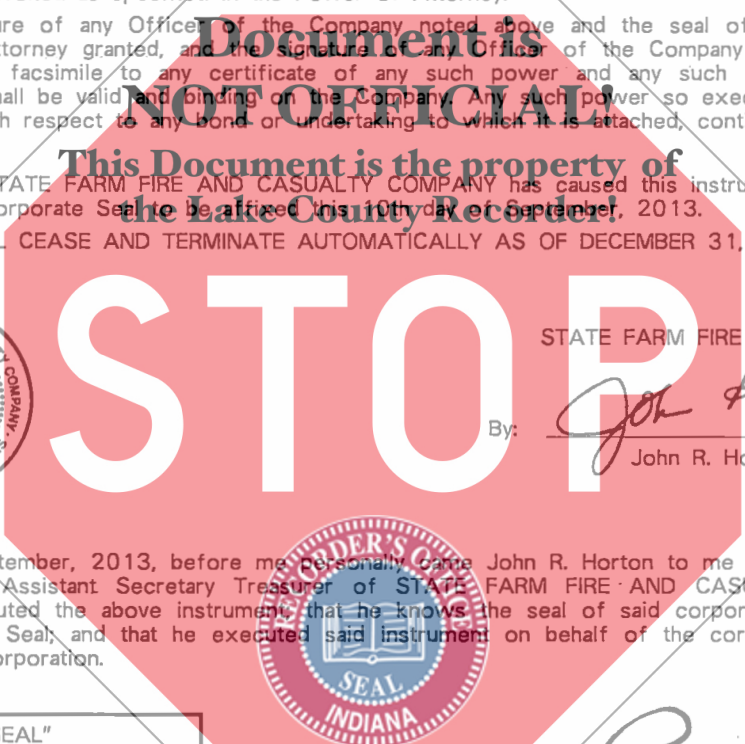 ure of any Officer of the Company noted above and the seal of
Document is
ttorney granted, and the signature of any Officer of the Company
facsimile to any certificate of any such power and any such
NOT OFFICIAL!
all be valid and binding on the Company. Any such power so exec
h respect to any bond or undertaking to which it is attached, cont
This Document is the property of
TATE FARM FIRE AND CASUALTY COMPANY has caused this instru
the Lake County Recorder!
orporate Seal to be affixed this 10th day of September, 2013.
CEASE AND TERMINATE AUTOMATICALLY AS OF DECEMBER 31,
STOP
STATE FARM FIRE
Y COMPANY
By:
John R. Ho
tember, 2013, before me personally came John R. Horton to me
Assistant Secretary Treasurer of STATE FARM FIRE AND CASU
uted the above instrument; that he knows the seal of said corpor
Seal; and that he executed said instrument on behalf of the cor
orporation.
RECORDER'S OFFICE
SEAL
INDIANA
EAL"